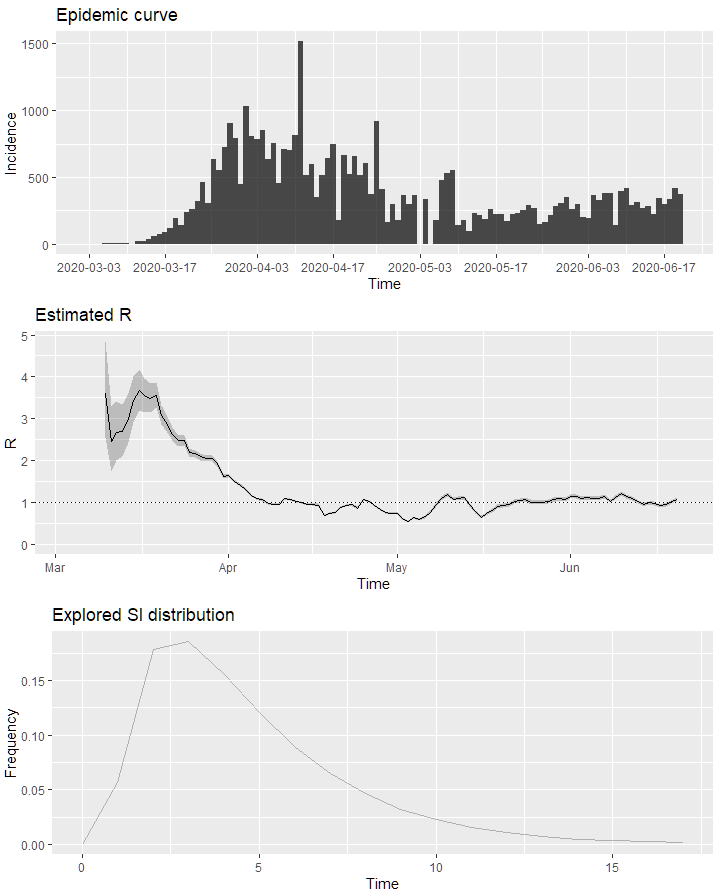 Epidemic curve
1500
1000
500
0
Incidence
2020-03-03 2020-03-17 2020-04-03 2020-04-17 2020-05-03 2020-05-17 2020-06-03 2020-06-17
Time
Estimated R
5
4
3
2
1
0
R
Mar Apr May Jun
Time
Explored SI distribution
0.15
0.10
0.05
0.00
Frequency
0 5 10 15
Time